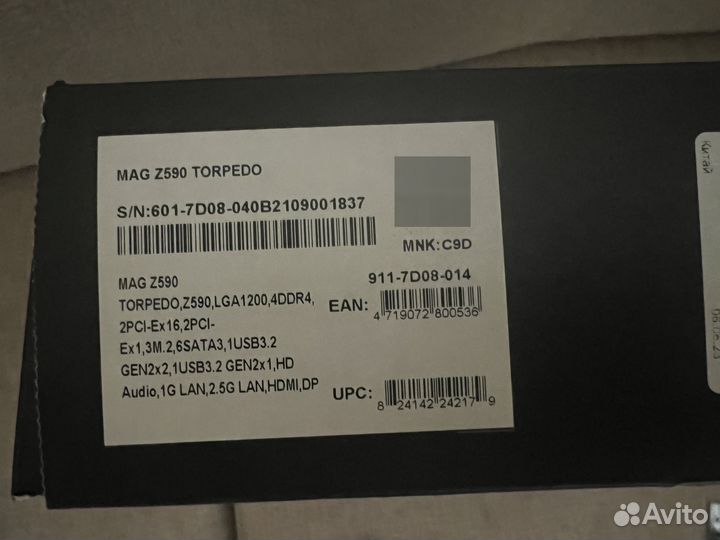 MAG Z590 TORPEDO
S/N:601-7D08-040B2109001837
MNK:C9D
911-7D08-014
MAG Z590
TORPEDO,Z590,LGA1200,4DDR4,
2PCI-Ex16,2PCI-
Ex1,3M.2,6SATA3,1USB3.2
GEN2x2,1USB3.2 GEN2x1,HD
Audio,1G LAN,2.5G LAN,HDMI,DP
EAN:
4 719072 800536
UPC:
8 24142 24217 9
Китай
Avito